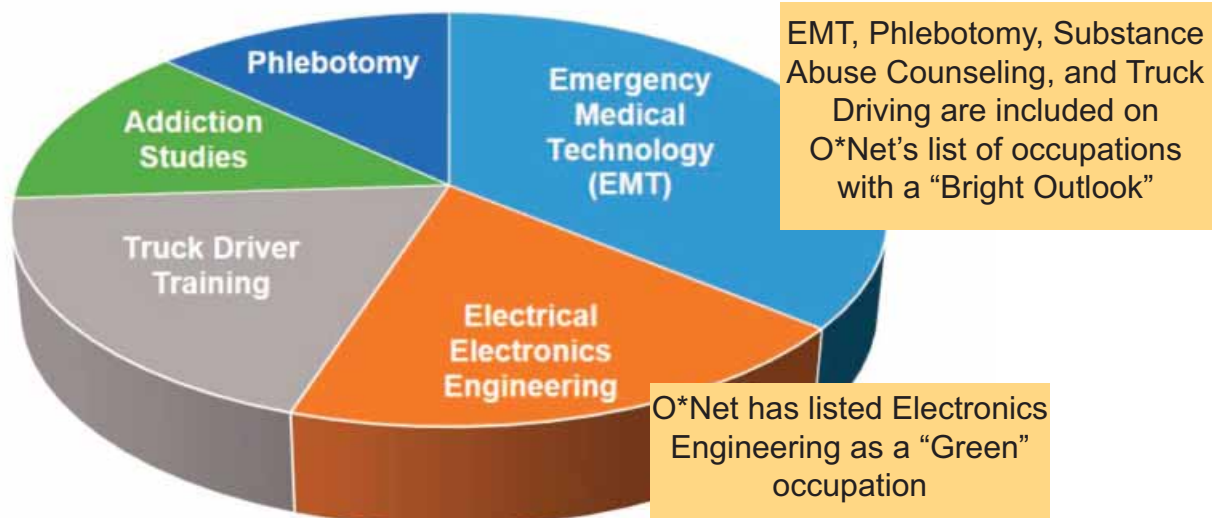 Phlebotomy
Emergency
Medical
Technology
(EMT)
Addiction
Studies
Truck Driver
Training
Electrical
Electronics
Engineering
EMT, Phlebotomy, Substance
Abuse Counseling, and Truck
Driving are included on
O*Net’s list of occupations
with a “Bright Outlook”
O*Net has listed Electronics
Engineering as a “Green”
occupation